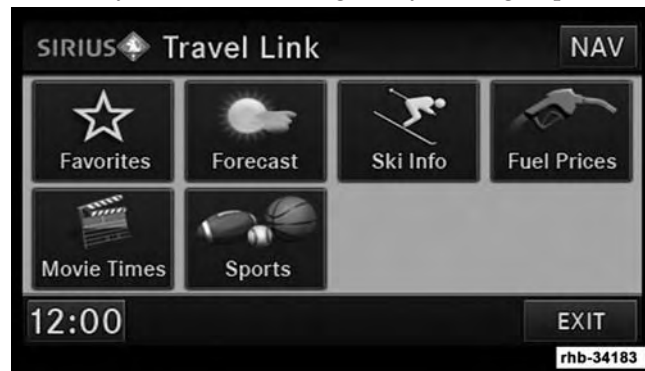 SIRIUS Travel Link NAV
Favorites Forecast Ski Info Fuel Prices
Movie Times Sports
12:00 EXIT
rhb-34183